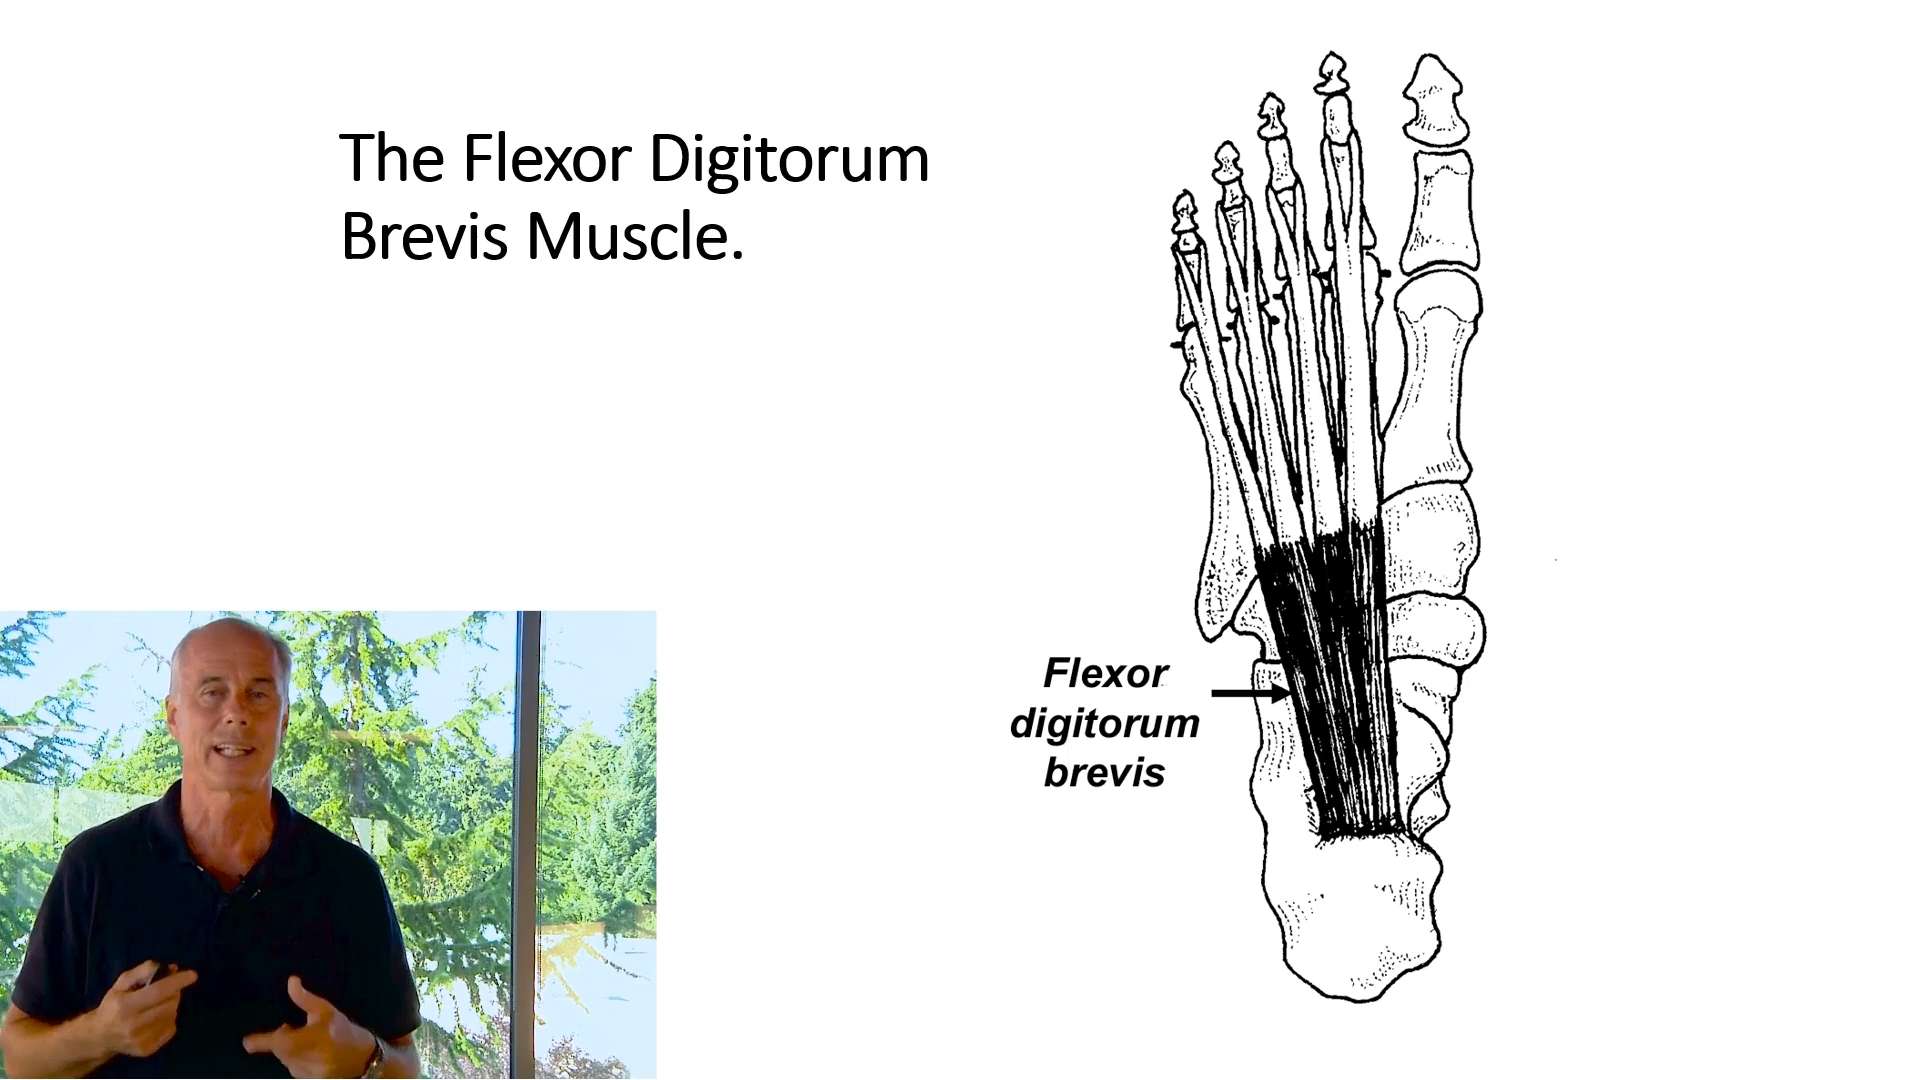 The Flexor Digitorum
Brevis Muscle.
Flexor
digitorum
brevis